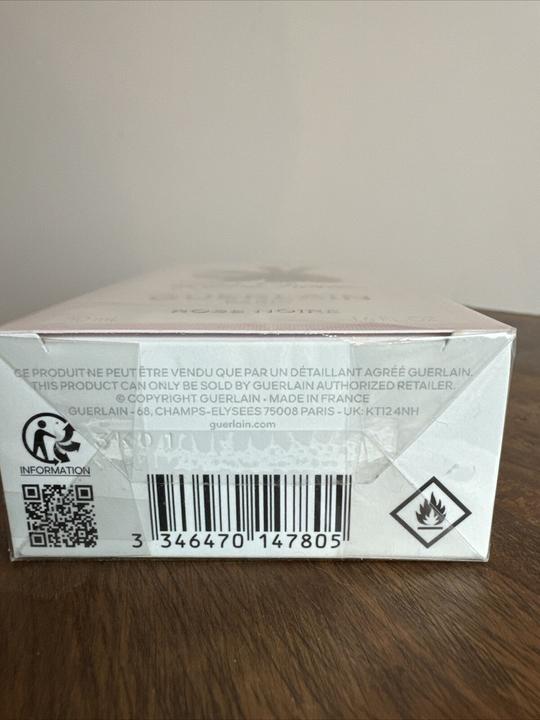 GUERLAIN
ROSE NOIRE
CE PRODUIT NE PEUT ÊTRE VENDU QUE PAR UN DÉTAILLANT AGRÉÉ GUERLAIN.
THIS PRODUCT CAN ONLY BE SOLD BY GUERLAIN AUTHORIZED RETAILER.
© COPYRIGHT GUERLAIN • MADE IN FRANCE
GUERLAIN - 68, CHAMPS-ELYSEES 75008 PARIS - UK: KT12 4NH
guerlain.com
INFORMATION
3 346470 147805